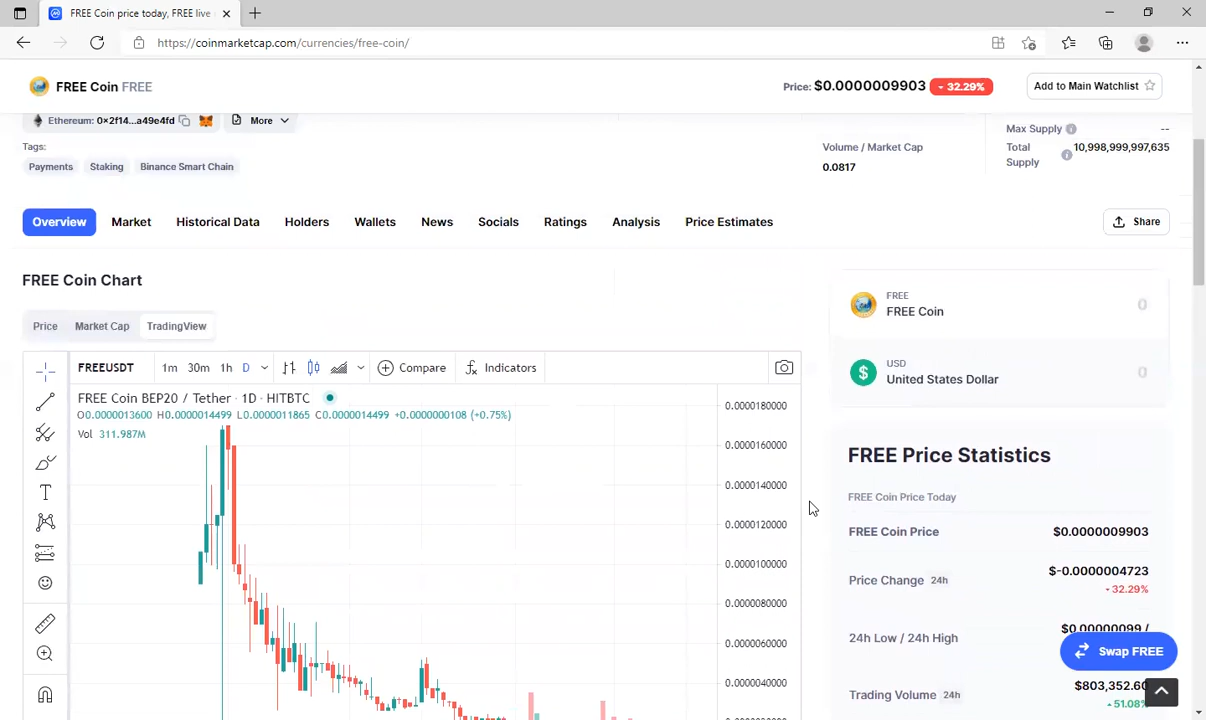 FREE Coin price today, FREE live
https://coinmarketcap.com/currencies/free-coin/
FREE Coin FREE
Price: $0.0000009903 32.29%
Add to Main Watchlist
Ethereum: 0x2f14...a49e4fd
More
Tags:
Payments Staking Binance Smart Chain
Volume / Market Cap
0.0817
Max Supply --
Total Supply 10,998,999,997,635
Overview Market Historical Data Holders Wallets News Socials Ratings Analysis Price Estimates
Share
FREE Coin Chart
Price Market Cap TradingView
FREEUSDT 1m 30m 1h D Compare Indicators
FREE Coin BEP20 / Tether · 1D · HITBTC
O0.0000013600 H0.0000014499 L0.0000011865 C0.0000014499 +0.0000000108 (+0.75%)
Vol 311.987M
0.0000180000
0.0000160000
0.0000140000
0.0000120000
0.0000100000
0.0000080000
0.0000060000
0.0000040000
FREE
FREE Coin
0
USD
United States Dollar
0
FREE Price Statistics
FREE Coin Price Today
FREE Coin Price $0.0000009903
Price Change 24h $-0.0000004723
32.29%
24h Low / 24h High $0.00000099 /
Swap FREE
Trading Volume 24h $803,352.60
51.08%